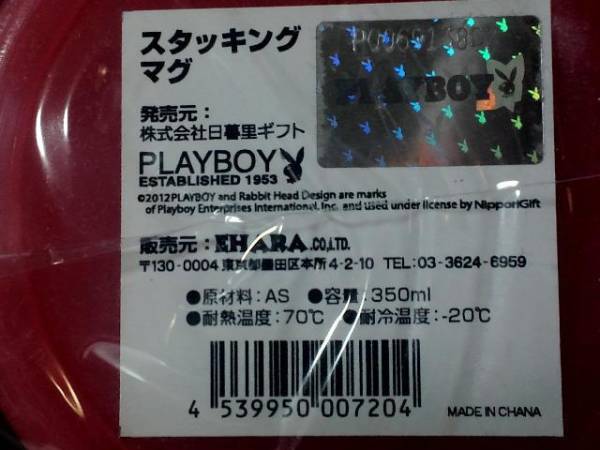 スタッキング
マグ
発売元：
株式会社日暮里ギフト
PLAYBOY
ESTABLISHED 1953
©2012PLAYBOY and Rabbit Head Design are marks
of Playboy Enterprises International, Inc. and used under license by NipporiGift
PLAYBOY
販売元：EHARA.CO.,LTD.
〒130-0004 東京都墨田区本所4-2-10 TEL:03-3624-6959
●原材料：AS ●容量：350ml
●耐熱温度：70℃ ●耐冷温度：-20℃
4 539950 007204
MADE IN CHANA